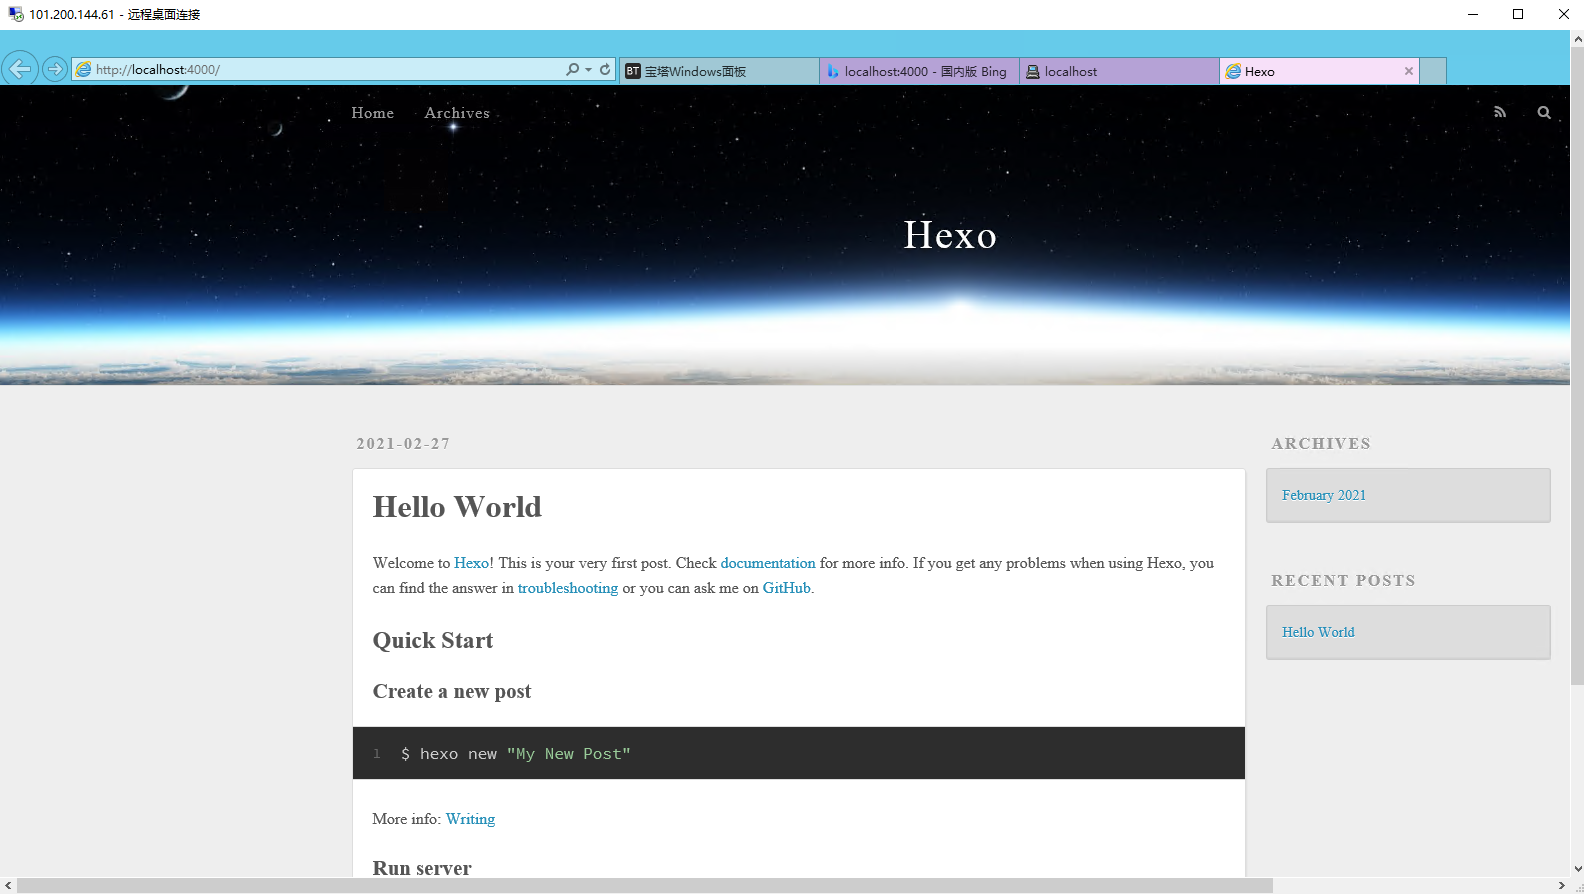 101.200.144.61 - 远程桌面连接
http://localhost:4000/
BT 宝塔Windows面板
localhost:4000 - 国内版 Bing
localhost
Hexo
Home Archives
Hexo
2021-02-27
Hello World
Welcome to Hexo! This is your very first post. Check documentation for more info. If you get any problems when using Hexo, you
can find the answer in troubleshooting or you can ask me on GitHub.
Quick Start
Create a new post
1 $ hexo new "My New Post"
More info: Writing
Run server
ARCHIVES
February 2021
RECENT POSTS
Hello World